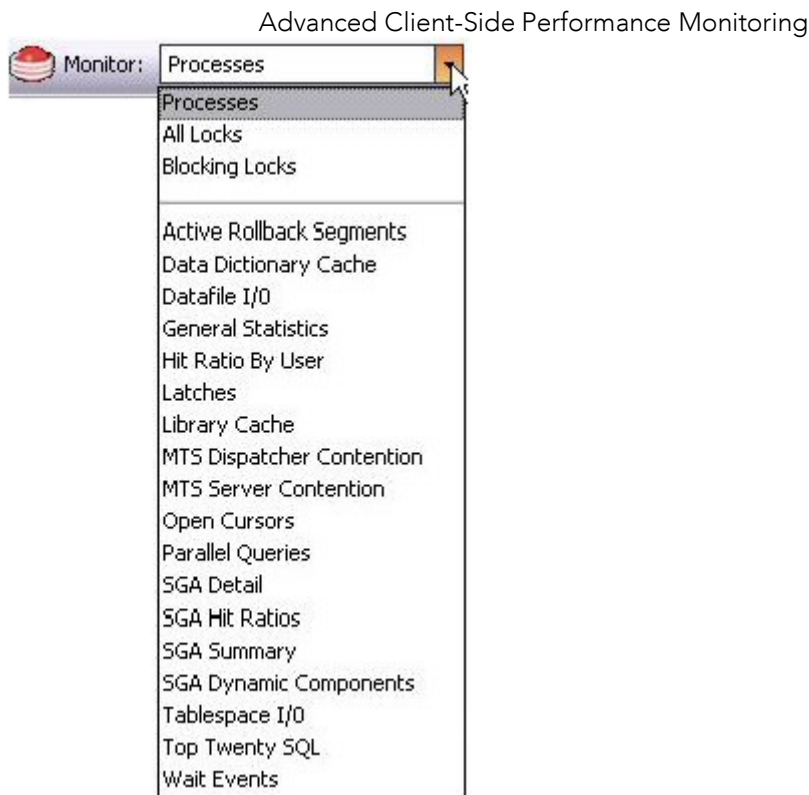 Advanced Client-Side Performance Monitoring
Monitor: Processes
Processes
All Locks
Blocking Locks
Active Rollback Segments
Data Dictionary Cache
Datafile I/O
General Statistics
Hit Ratio By User
Latches
Library Cache
MTS Dispatcher Contention
MTS Server Contention
Open Cursors
Parallel Queries
SGA Detail
SGA Hit Ratios
SGA Summary
SGA Dynamic Components
Tablespace I/O
Top Twenty SQL
Wait Events